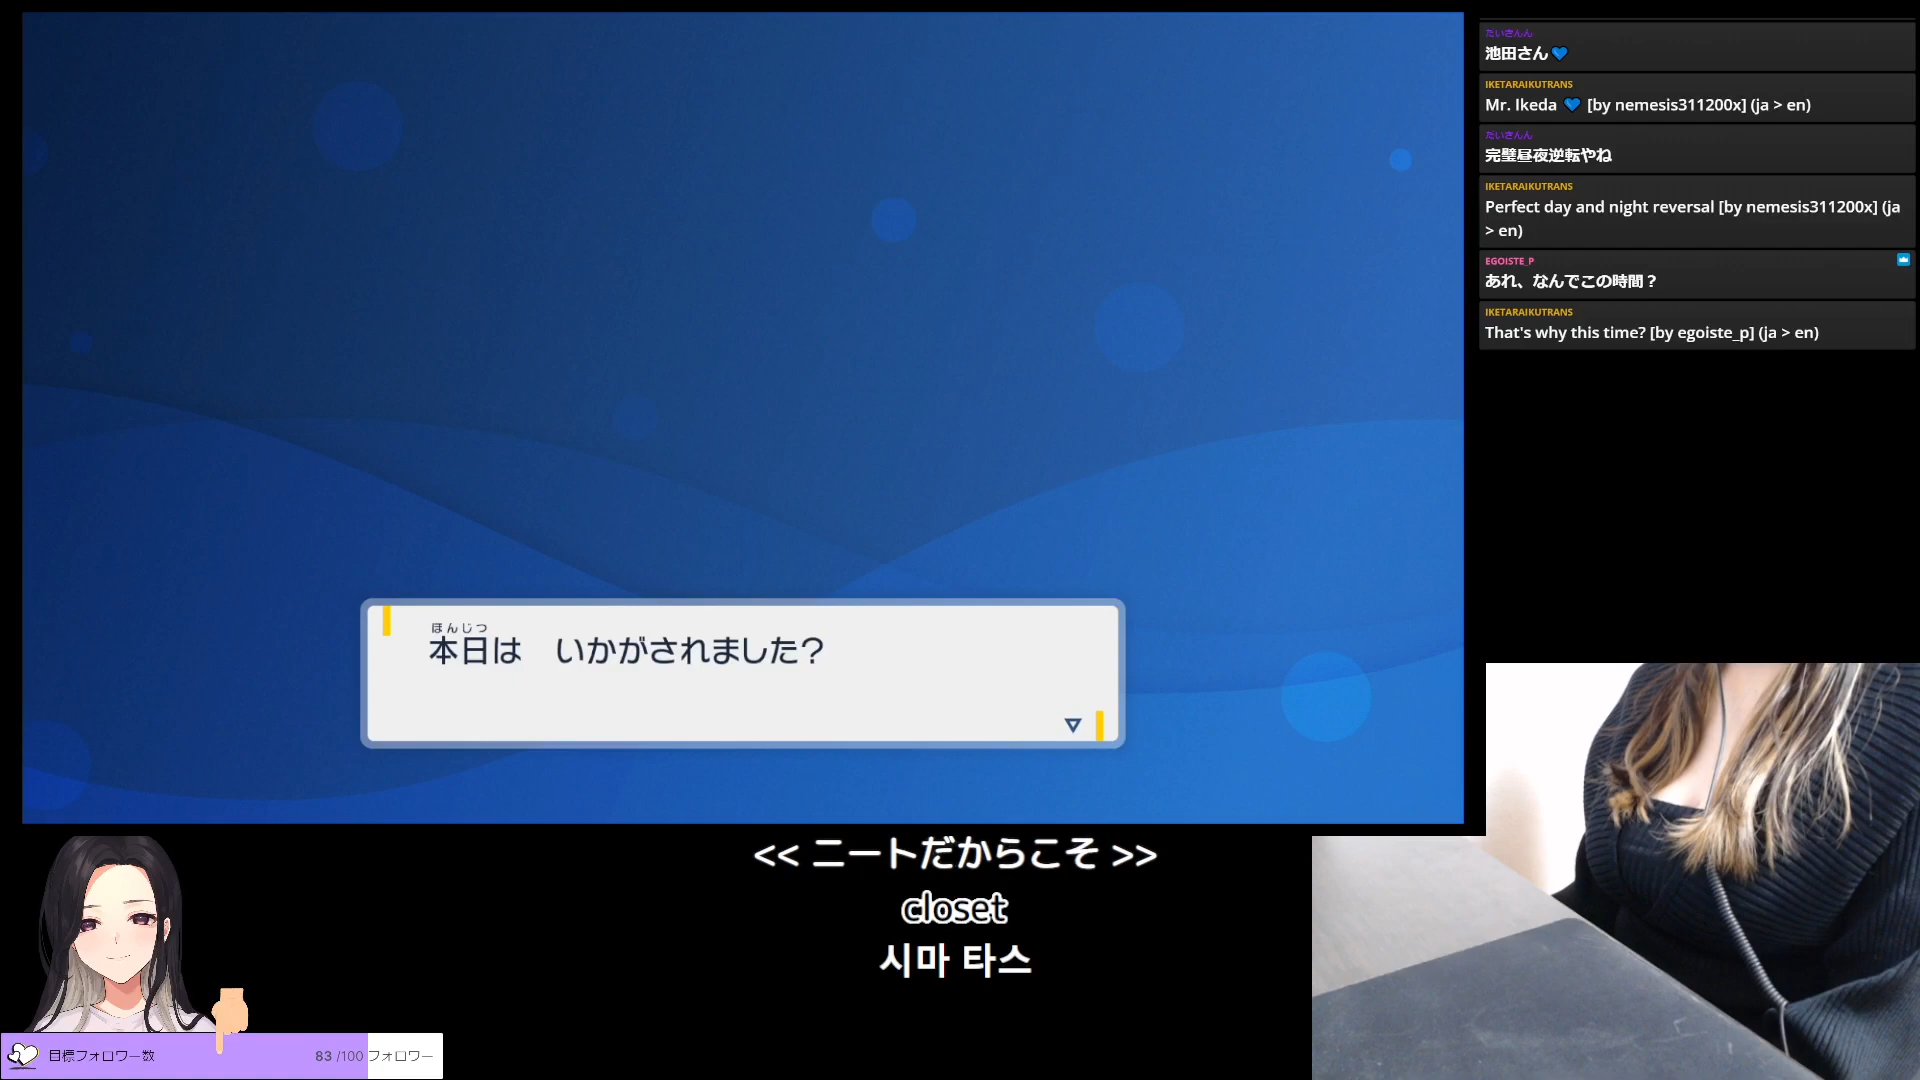 たいきんん
池田さん💙
IKETARAIKUTRANS
Mr. Ikeda 💙 [by nemesis311200x] (ja > en)
たいきんん
完璧昼夜逆転やね
IKETARAIKUTRANS
Perfect day and night reversal [by nemesis311200x] (ja
> en)
EGOISTE_P
あれ、なんでこの時間？
IKETARAIKUTRANS
That's why this time? [by egoiste_p] (ja > en)
ほんじつ
本日は　いかがされました？
<< ニートだからこそ >>
closet
시마 타스
目標フォロワー数
83 /100 フォロワー